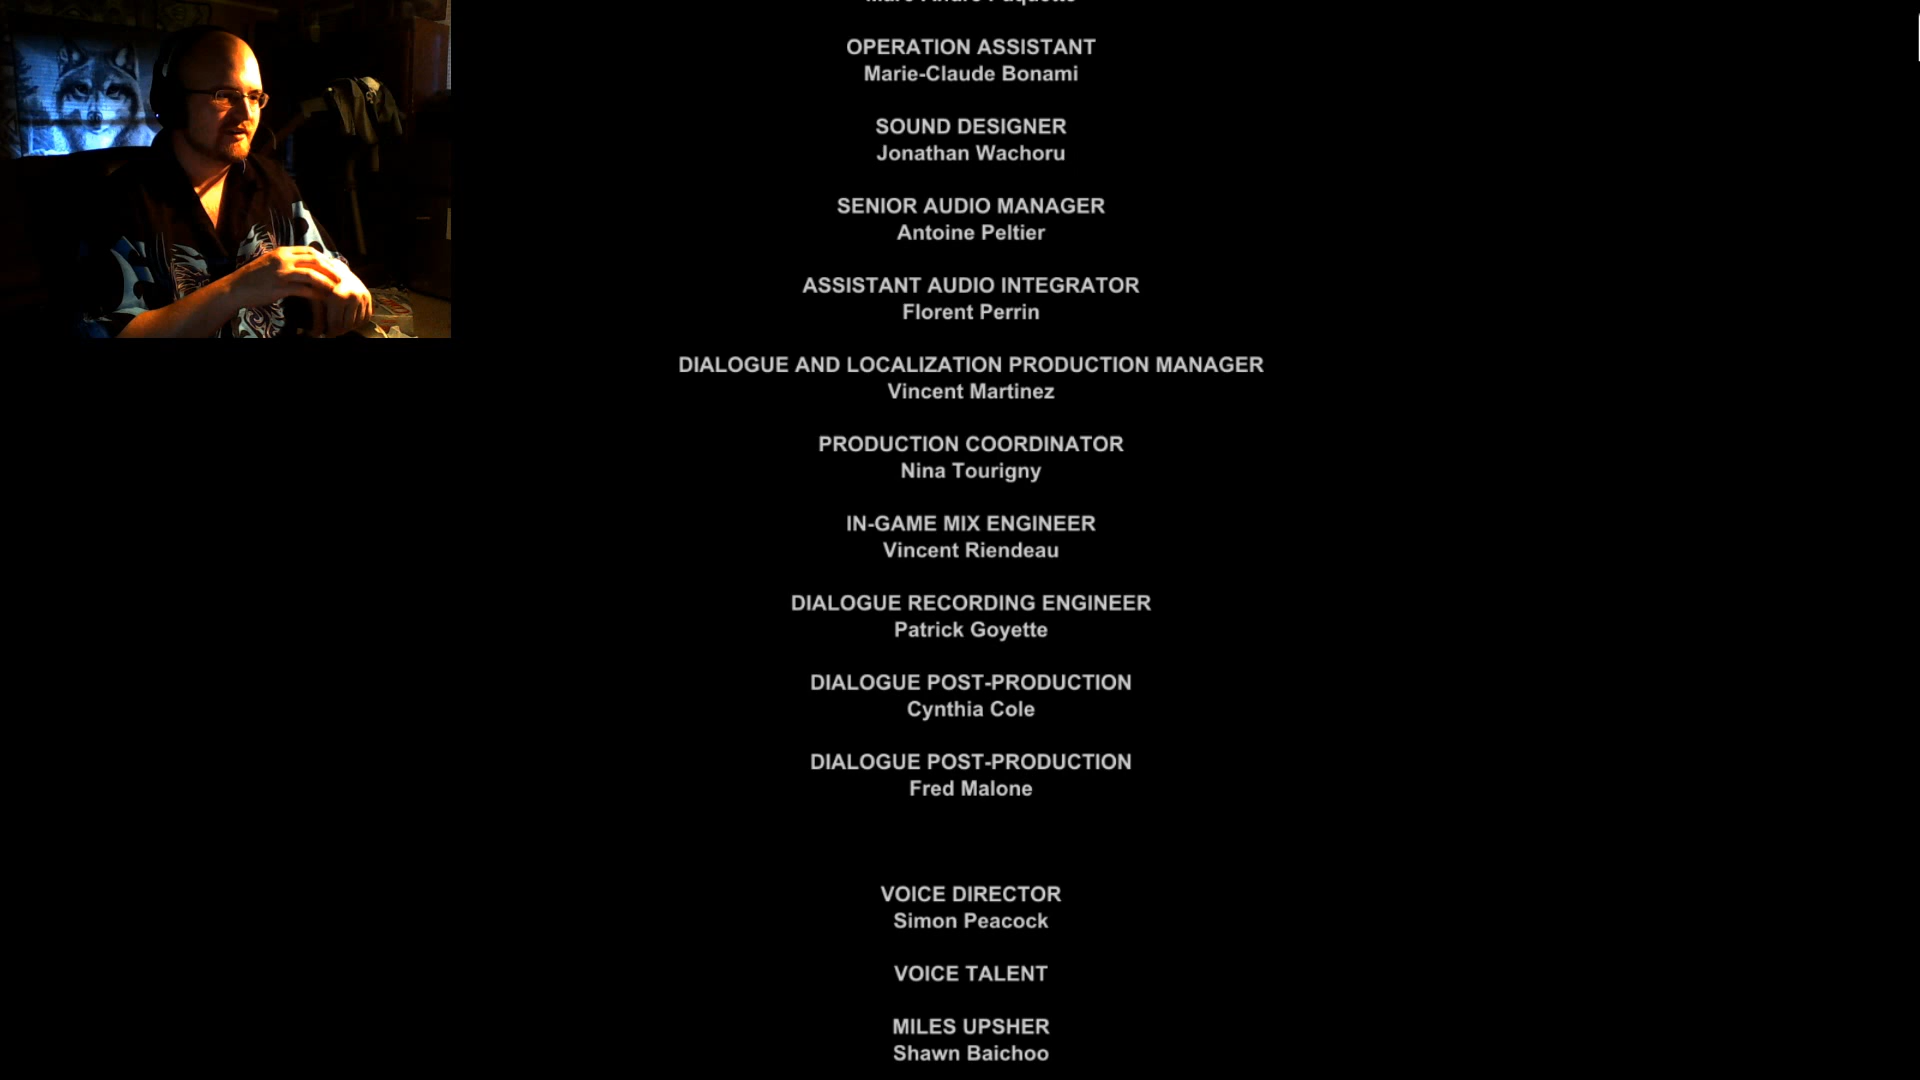 OPERATION ASSISTANT
Marie-Claude Bonami
SOUND DESIGNER
Jonathan Wachoru
SENIOR AUDIO MANAGER
Antoine Peltier
ASSISTANT AUDIO INTEGRATOR
Florent Perrin
DIALOGUE AND LOCALIZATION PRODUCTION MANAGER
Vincent Martinez
PRODUCTION COORDINATOR
Nina Tourigny
IN-GAME MIX ENGINEER
Vincent Riendeau
DIALOGUE RECORDING ENGINEER
Patrick Goyette
DIALOGUE POST-PRODUCTION
Cynthia Cole
DIALOGUE POST-PRODUCTION
Fred Malone
VOICE DIRECTOR
Simon Peacock
VOICE TALENT
MILES UPSHER
Shawn Baichoo